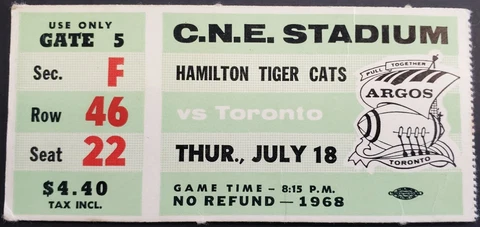 USE ONLY
GATE 5
Sec. F
Row 46
Seat 22
$4.40
TAX INCL.
C.N.E. STADIUM
HAMILTON TIGER CATS
vs Toronto
THUR., JULY 18
GAME TIME – 8:15 P.M.
NO REFUND – 1968
PULL TOGETHER
ARGOS
TORONTO